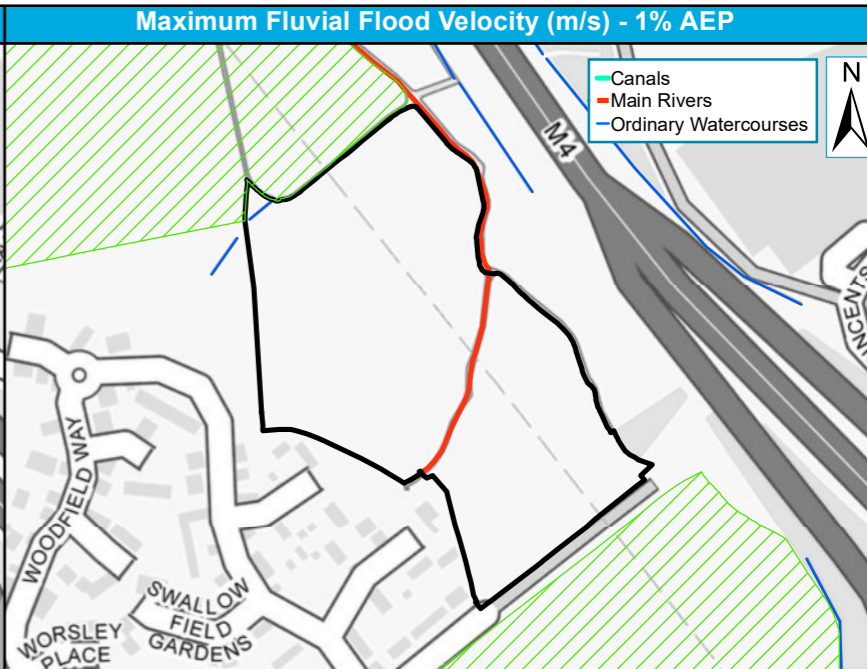 Maximum Fluvial Flood Velocity (m/s) - 1% AEP
Canals
Main Rivers
Ordinary Watercourses
N
M4
WOODFIELD WAY
SWALLOW
FIELD
GARDENS
WORSLEY
PLACE